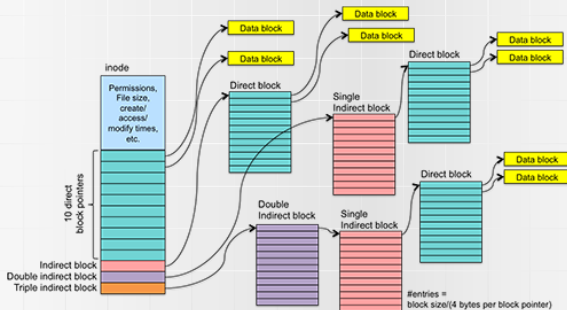 Data block
Data block
Data block
Data block
inode
Permissions,
File size,
create/
access/
modify times,
etc.
10 direct
block pointers
Indirect block
Double indirect block
Triple indirect block
Direct block
Single
Indirect block
Direct block
Data block
Data block
Double
Indirect block
Single
Indirect block
Direct block
Data block
Data block
#entries =
block size/(4 bytes per block pointer)